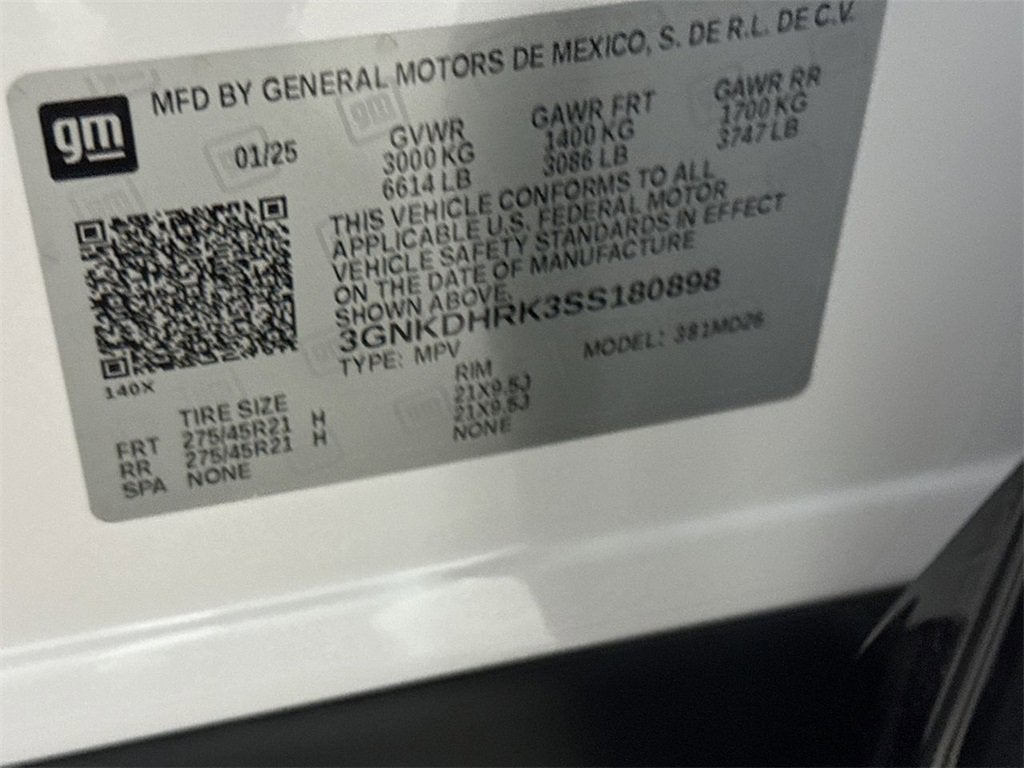 MFD BY GENERAL MOTORS DE MEXICO, S. DE R.L. DE C.V.
gm
01/25
GVWR
3000 KG
6614 LB
GAWR FRT
1400 KG
3086 LB
GAWR RR
1700 KG
3747 LB
THIS VEHICLE CONFORMS TO ALL
APPLICABLE U.S. FEDERAL MOTOR
VEHICLE SAFETY STANDARDS IN EFFECT
ON THE DATE OF MANUFACTURE
SHOWN ABOVE.
3GNKDHRK3SS180898
TYPE: MPV MODEL: 381MD26
140X
TIRE SIZE RIM
FRT 275/45R21 H 21X9.5J
RR 275/45R21 H 21X9.5J
SPA NONE NONE